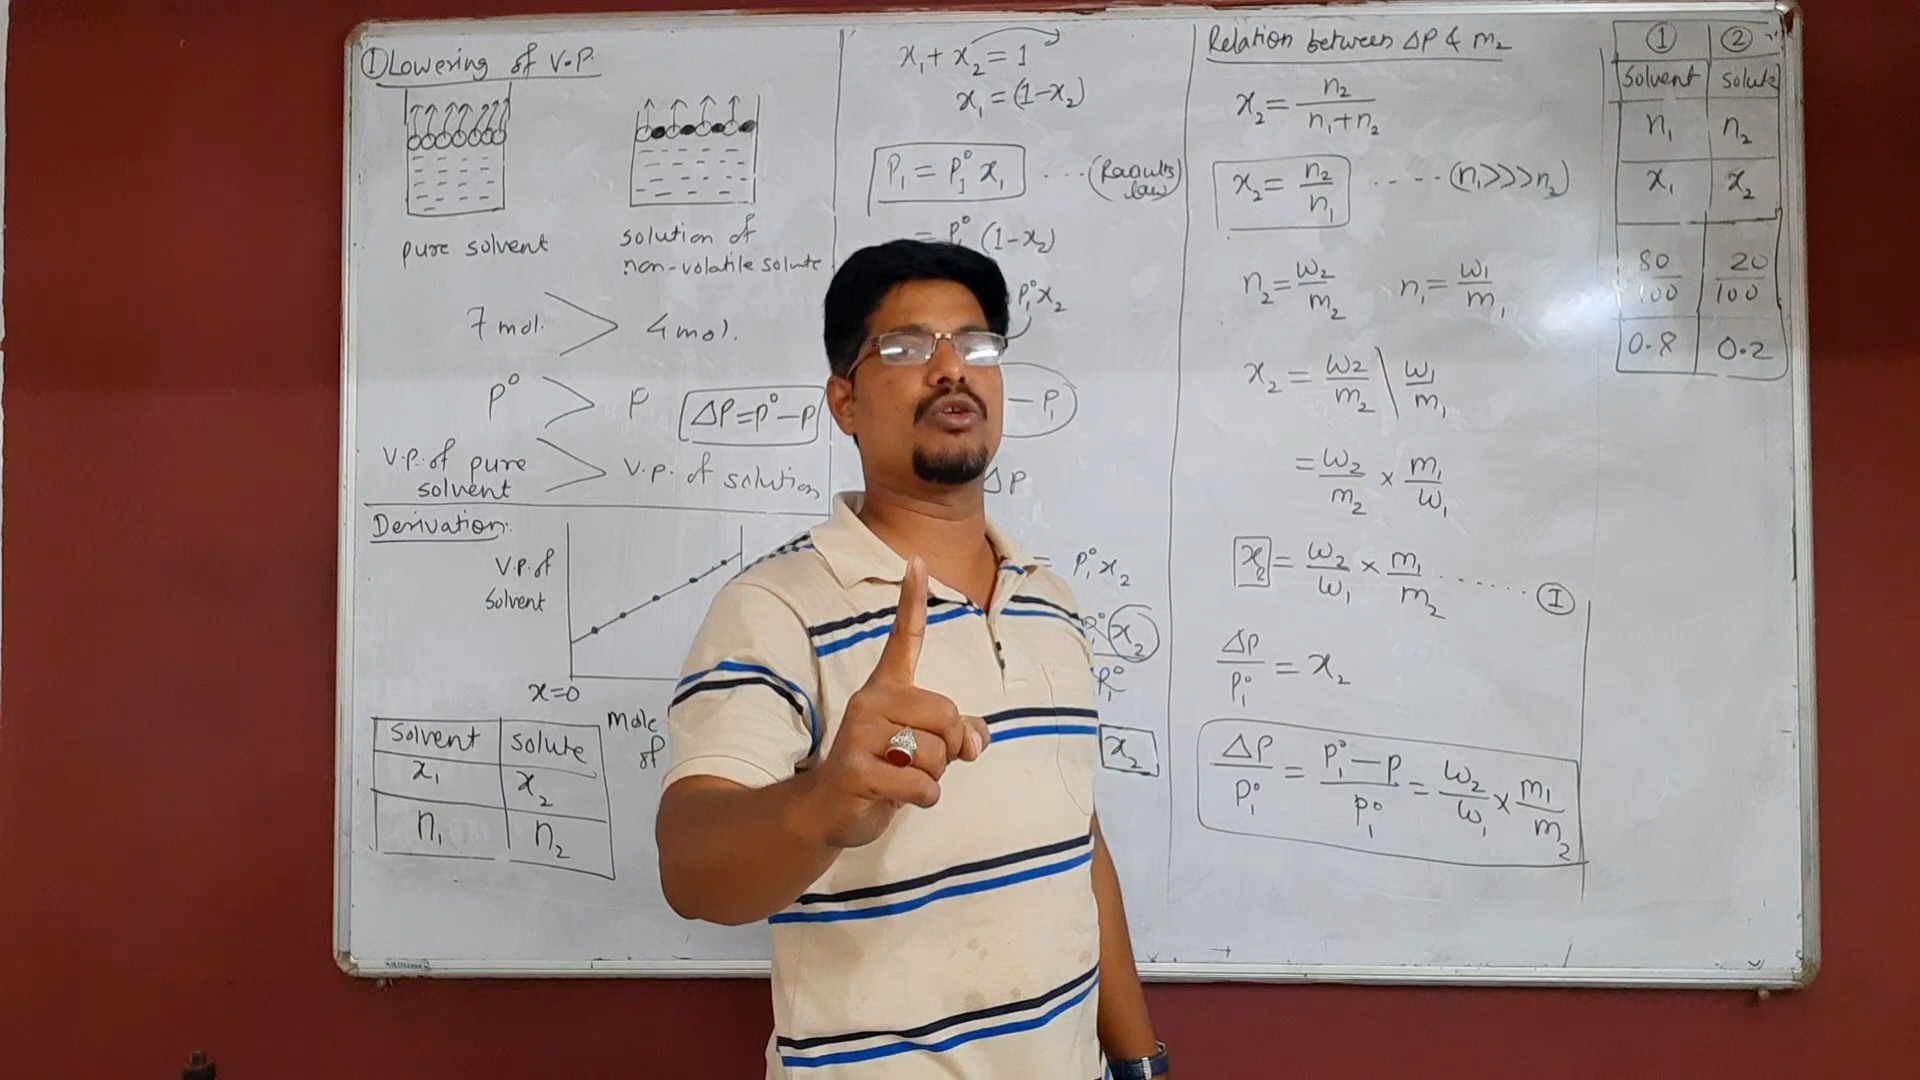 ① Lowering of V.P.
pure solvent
solution of
non-volatile solute
7 mol. > 4 mol.
P° > P
ΔP = P° − P
V.P. of pure
solvent
> V.P. of solution
Derivation:
V.P. of
Solvent
x=0
Mole
of
Solvent | Solute
x₁ | x₂
n₁ | n₂
x₁ + x₂ = 1
x₁ = (1−x₂)
P₁ = P₁° x₁ ... (Raoults
law)
= P₁° (1−x₂)
P₁° x₂
− P₁
ΔP
= P₁° x₂
P₁° x₂
P₁°
x₂
Relation between ΔP & m₂
x₂ = n₂ / n₁+n₂
x₂ = n₂ / n₁ ..... (n₁>>>n₂)
n₂ = W₂ / m₂ n₁ = W₁ / m₁
x₂ = W₂ / m₂ \ W₁ / m₁
= W₂ / m₂ × m₁ / W₁
x₂ = W₂ / W₁ × m₁ / m₂ ...... Ⓘ
ΔP / P₁° = x₂
ΔP / P₁° = P₁° − P / P₁° = W₂ / W₁ × m₁ / m₂
① | ②
Solvent | Solute
n₁ | n₂
x₁ | x₂
80 / 100 | 20 / 100
0.8 | 0.2